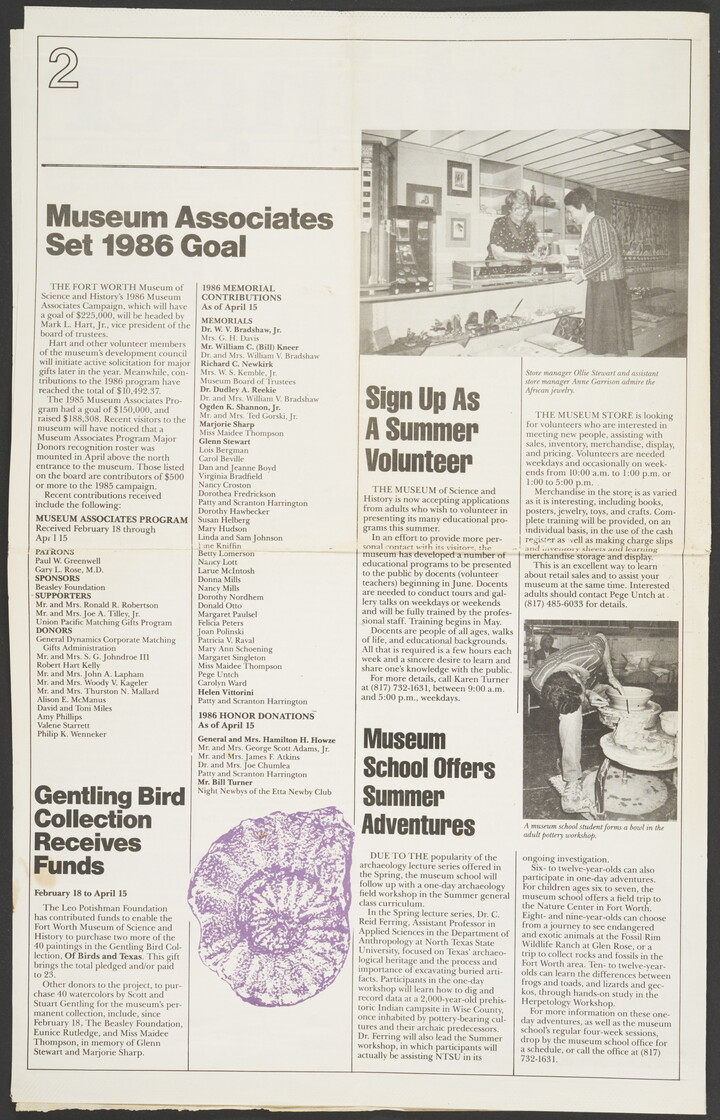 2
Museum Associates
Set 1986 Goal
THE FORT WORTH Museum of
Science and History's 1986 Museum
Associates Campaign, which will have
a goal of $225,000, will be headed by
Mark L. Hart, Jr., vice president of the
board of trustees.
Hart and other volunteer members
of the museum's development council
will initiate active solicitation for major
gifts later in the year. Meanwhile, con-
tributions to the 1986 program have
reached the total of $10,492.37.
The 1985 Museum Associates Pro-
gram had a goal of $150,000, and
raised $188,308. Recent visitors to the
museum will have noticed that a
Museum Associates Program Major
Donors recognition roster was
mounted in April above the north
entrance to the museum. Those listed
on the board are contributors of $500
or more to the 1985 campaign.
Recent contributions received
include the following:
MUSEUM ASSOCIATES PROGRAM
Received February 18 through
April 15
PATRONS
Paul W. Greenwell
Gary L. Rose, M.D.
SPONSORS
Beasley Foundation
SUPPORTERS
Mr. and Mrs. Ronald R. Robertson
Mr. and Mrs. Joe A. Tilley, Jr.
Union Pacific Matching Gifts Program
DONORS
General Dynamics Corporate Matching
Gifts Administration
Mr. and Mrs. S. G. Johndroe III
Robert Hart Kelly
Mr. and Mrs. John A. Lapham
Mr. and Mrs. Woody V. Kageler
Mr. and Mrs. Thurston N. Mallard
Alison E. McManus
David and Toni Miles
Amy Phillips
Valene Starrett
Philip K. Wenneker
Gentling Bird
Collection
Receives
Funds
February 18 to April 15
The Leo Potishman Foundation
has contributed funds to enable the
Fort Worth Museum of Science and
History to purchase two more of the
40 paintings in the Gentling Bird Col-
lection, Of Birds and Texas. This gift
brings the total pledged and/or paid
to 23.
Other donors to the project, to pur-
chase 40 watercolors by Scott and
Stuart Gentling for the museum's per-
manent collection, include, since
February 18, The Beasley Foundation,
Eunice Rutledge, and Miss Maidee
Thompson, in memory of Glenn
Stewart and Marjorie Sharp.
1986 MEMORIAL
CONTRIBUTIONS
As of April 15
MEMORIALS
Dr. W. V. Bradshaw, Jr.
Mrs. G. H. Davis
Mr. William C. (Bill) Kneer
Dr. and Mrs. William V. Bradshaw
Richard C. Newkirk
Mrs. W. S. Kemble, Jr.
Museum Board of Trustees
Dr. Dudley A. Reekie
Dr. and Mrs. William V. Bradshaw
Ogden K. Shannon, Jr.
Mr. and Mrs. Ted Gorski, Jr.
Marjorie Sharp
Miss Maidee Thompson
Glenn Stewart
Lois Bergman
Carol Beville
Dan and Jeanne Boyd
Virginia Bradfield
Nancy Croston
Dorothea Fredrickson
Patty and Scranton Harrington
Dorothy Hawbecker
Susan Helberg
Mary Hudson
Linda and Sam Johnson
June Kniffin
Betty Lomerson
Nancy Lott
Larue McIntosh
Donna Mills
Nancy Mills
Dorothy Nordhem
Donald Otto
Margaret Paulsel
Felicia Peters
Joan Polinski
Patricia V. Raval
Mary Ann Schoening
Margaret Singleton
Miss Maidee Thompson
Pege Untch
Carolyn Ward
Helen Vittorini
Patty and Scranton Harrington
1986 HONOR DONATIONS
As of April 15
General and Mrs. Hamilton H. Howze
Mr. and Mrs. George Scott Adams, Jr.
Mr. and Mrs. James F. Atkins
Dr. and Mrs. Joe Chumlea
Patty and Scranton Harrington
Mr. Bill Turner
Night Newbys of the Etta Newby Club
Sign Up As
A Summer
Volunteer
THE MUSEUM of Science and
History is now accepting applications
from adults who wish to volunteer in
presenting its many educational pro-
grams this summer.
In an effort to provide more per-
sonal contact with its visitors, the
museum has developed a number of
educational programs to be presented
to the public by docents (volunteer
teachers) beginning in June. Docents
are needed to conduct tours and gal-
lery talks on weekdays or weekends
and will be fully trained by the profes-
sional staff. Training begins in May.
Docents are people of all ages, walks
of life, and educational backgrounds.
All that is required is a few hours each
week and a sincere desire to learn and
share one's knowledge with the public.
For more details, call Karen Turner
at (817) 732-1631, between 9:00 a.m.
and 5:00 p.m., weekdays.
Store manager Ollie Stewart and assistant
store manager Anne Garrison admire the
African jewelry.
THE MUSEUM STORE is looking
for volunteers who are interested in
meeting new people, assisting with
sales, inventory, merchandise, display,
and pricing. Volunteers are needed
weekdays and occasionally on week-
ends from 10:00 a.m. to 1:00 p.m. or
1:00 to 5:00 p.m.
Merchandise in the store is as varied
as it is interesting, including books,
posters, jewelry, toys, and crafts. Com-
plete training will be provided, on an
individual basis, in the use of the cash
register as well as making charge slips
and inventory sheets and learning
merchandise storage and display.
This is an excellent way to learn
about retail sales and to assist your
museum at the same time. Interested
adults should contact Pege Untch at
(817) 485-6033 for details.
A museum school student forms a bowl in the
adult pottery workshop.
Museum
School Offers
Summer
Adventures
DUE TO THE popularity of the
archaeology lecture series offered in
the Spring, the museum school will
follow up with a one-day archaeology
field workshop in the Summer general
class curriculum.
In the Spring lecture series, Dr. C.
Reid Ferring, Assistant Professor in
Applied Sciences in the Department of
Anthropology at North Texas State
University, focused on Texas' archaeo-
logical heritage and the process and
importance of excavating buried arti-
facts. Participants in the one-day
workshop will learn how to dig and
record data at a 2,000-year-old prehis-
toric Indian campsite in Wise County,
once inhabited by pottery-bearing cul-
tures and their archaic predecessors.
Dr. Ferring will also lead the Summer
workshop, in which participants will
actually be assisting NTSU in its
ongoing investigation.
Six- to twelve-year-olds can also
participate in one-day adventures.
For children ages six to seven, the
museum school offers a field trip to
the Nature Center in Fort Worth.
Eight- and nine-year-olds can choose
from a journey to see endangered
and exotic animals at the Fossil Rim
Wildlife Ranch at Glen Rose, or a
trip to collect rocks and fossils in the
Fort Worth area. Ten- to twelve-year-
olds can learn the differences between
frogs and toads, and lizards and gec-
kos, through hands-on study in the
Herpetology Workshop.
For more information on these one-
day adventures, as well as the museum
school's regular four-week sessions,
drop by the museum school office for
a schedule, or call the office at (817)
732-1631.